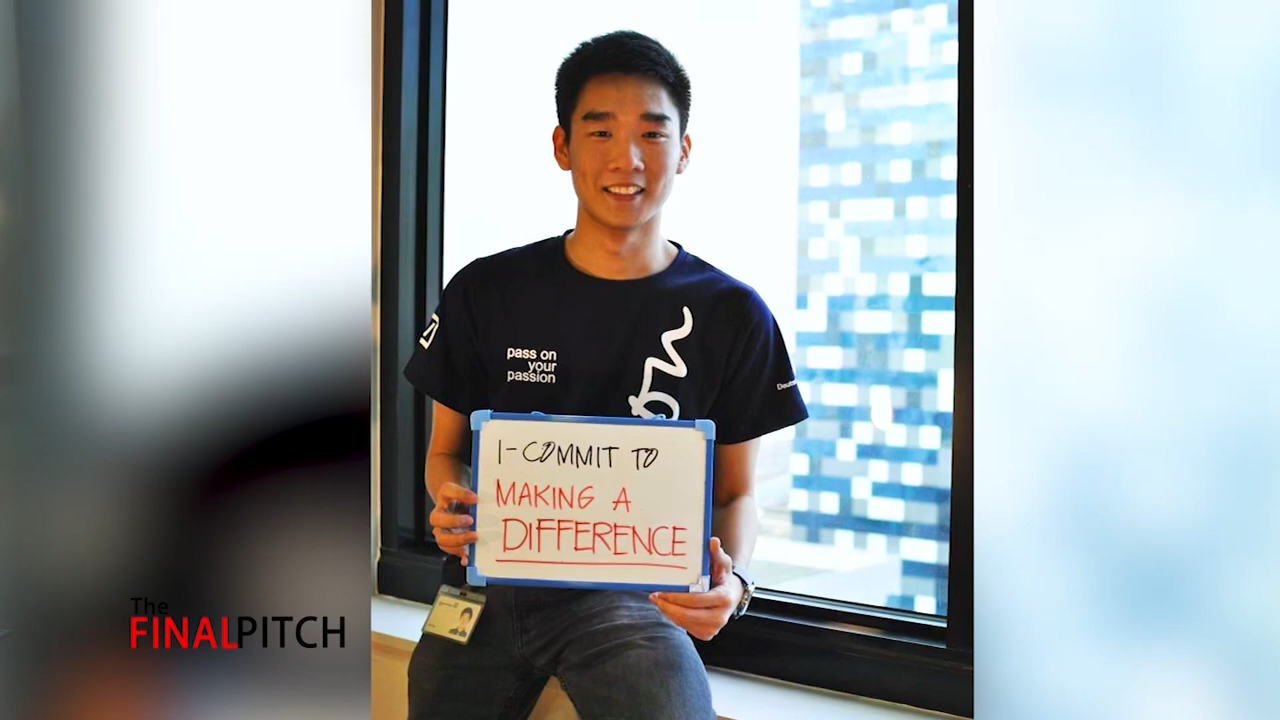 pass on
your
passion
I-COMMIT TO
MAKING A
DIFFERENCE
The
FINALPITCH